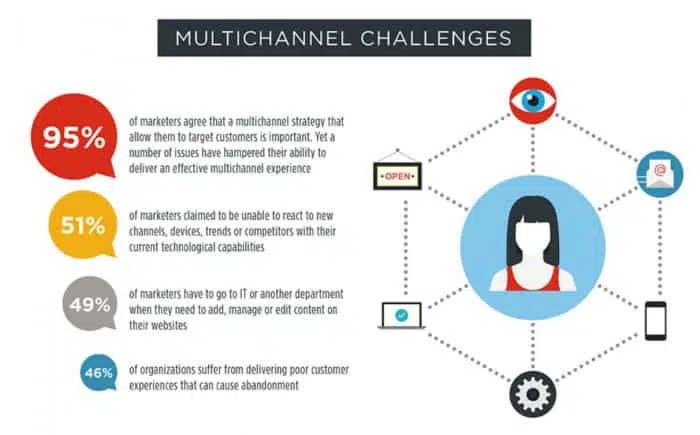 MULTICHANNEL CHALLENGES
95%
of marketers agree that a multichannel strategy that
allow them to target customers is important. Yet a
number of issues have hampered their ability to
deliver an effective multichannel experience
51%
of marketers claimed to be unable to react to new
channels, devices, trends or competitors with their
current technological capabilities
49%
of marketers have to go to IT or another department
when they need to add, manage or edit content on
their websites
46%
of organizations suffer from delivering poor customer
experiences that can cause abandonment
•OPEN•
@